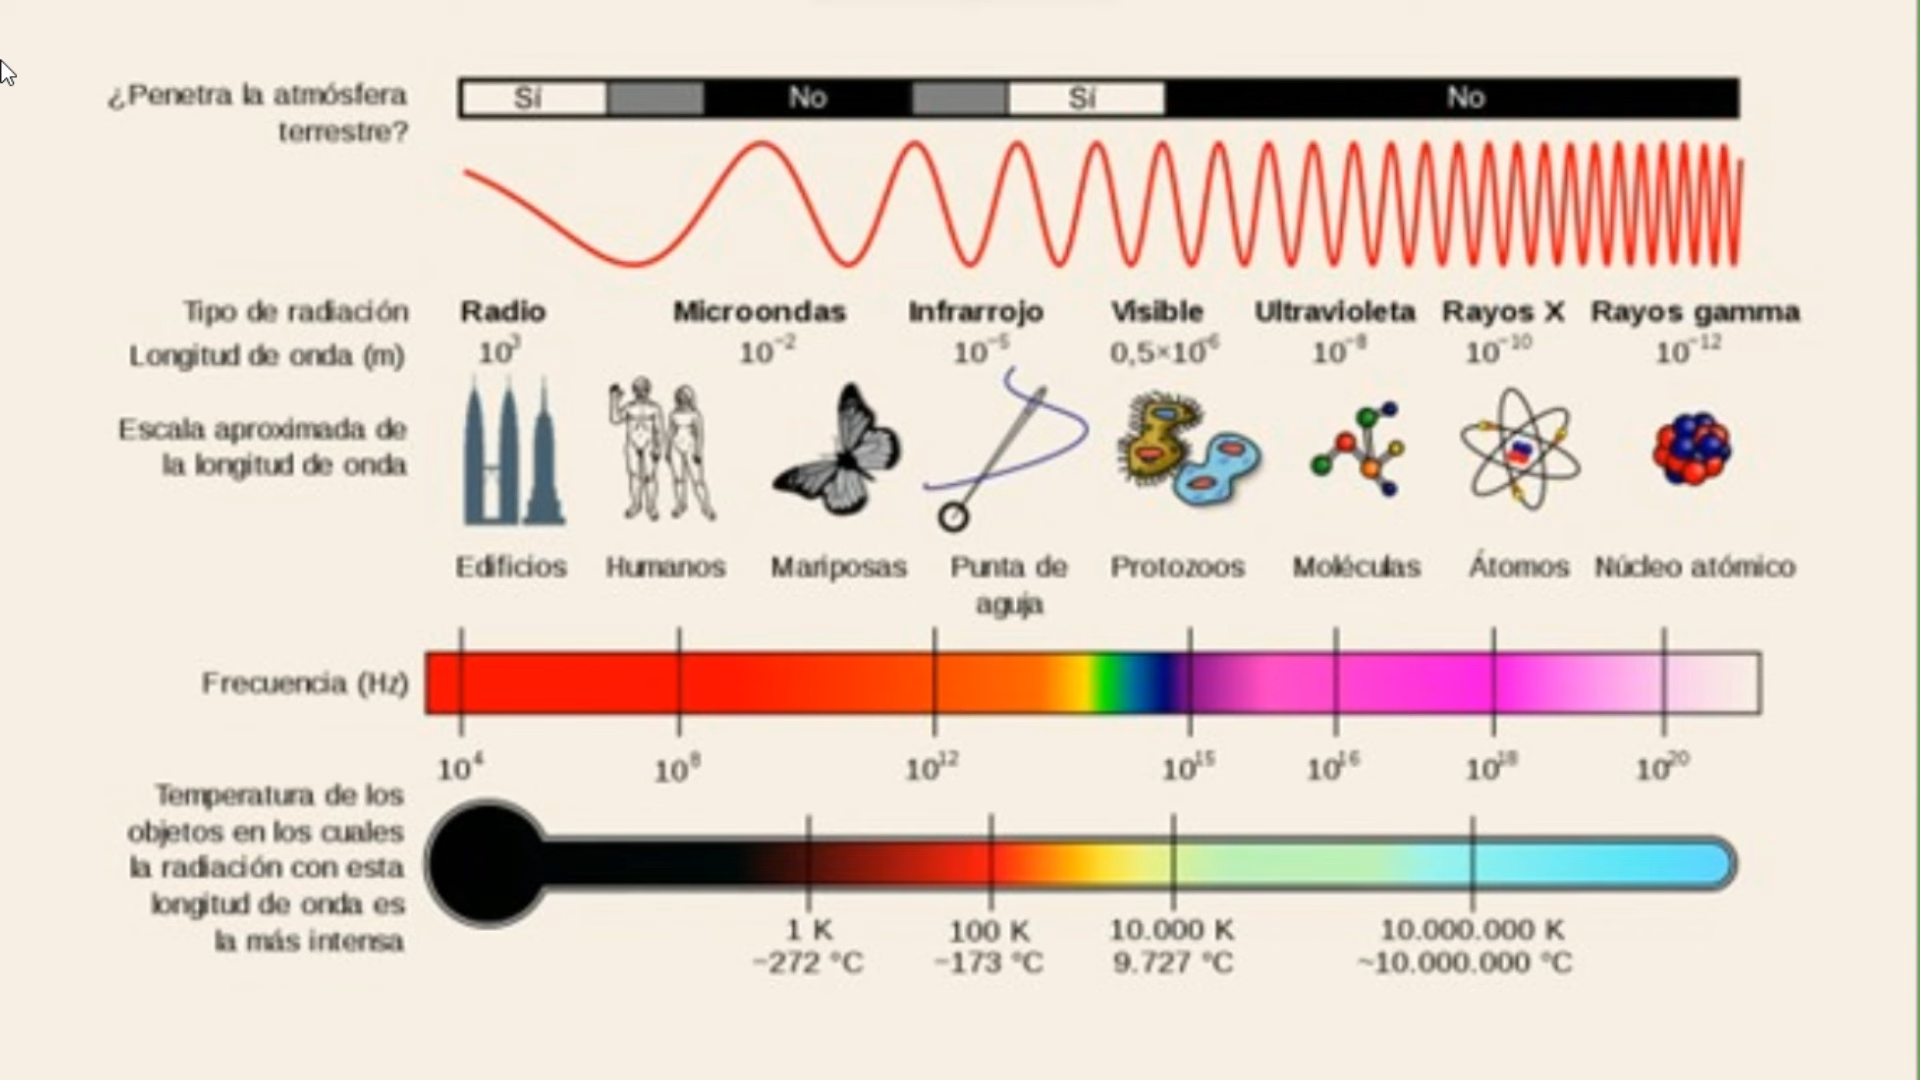 ¿Penetra la atmósfera
terrestre?
Sí No Sí No
Tipo de radiación Radio Microondas Infrarrojo Visible Ultravioleta Rayos X Rayos gamma
Longitud de onda (m) 10³ 10⁻² 10⁻⁵ 0,5×10⁻⁶ 10⁻⁸ 10⁻¹⁰ 10⁻¹²
Escala aproximada de
la longitud de onda
Edificios Humanos Mariposas Punta de aguja Protozoos Moléculas Átomos Núcleo atómico
Frecuencia (Hz)
10⁴ 10⁸ 10¹² 10¹⁵ 10¹⁶ 10¹⁸ 10²⁰
Temperatura de los
objetos en los cuales
la radiación con esta
longitud de onda es
la más intensa
1 K 100 K 10.000 K 10.000.000 K
−272 °C −173 °C 9.727 °C ~10.000.000 °C